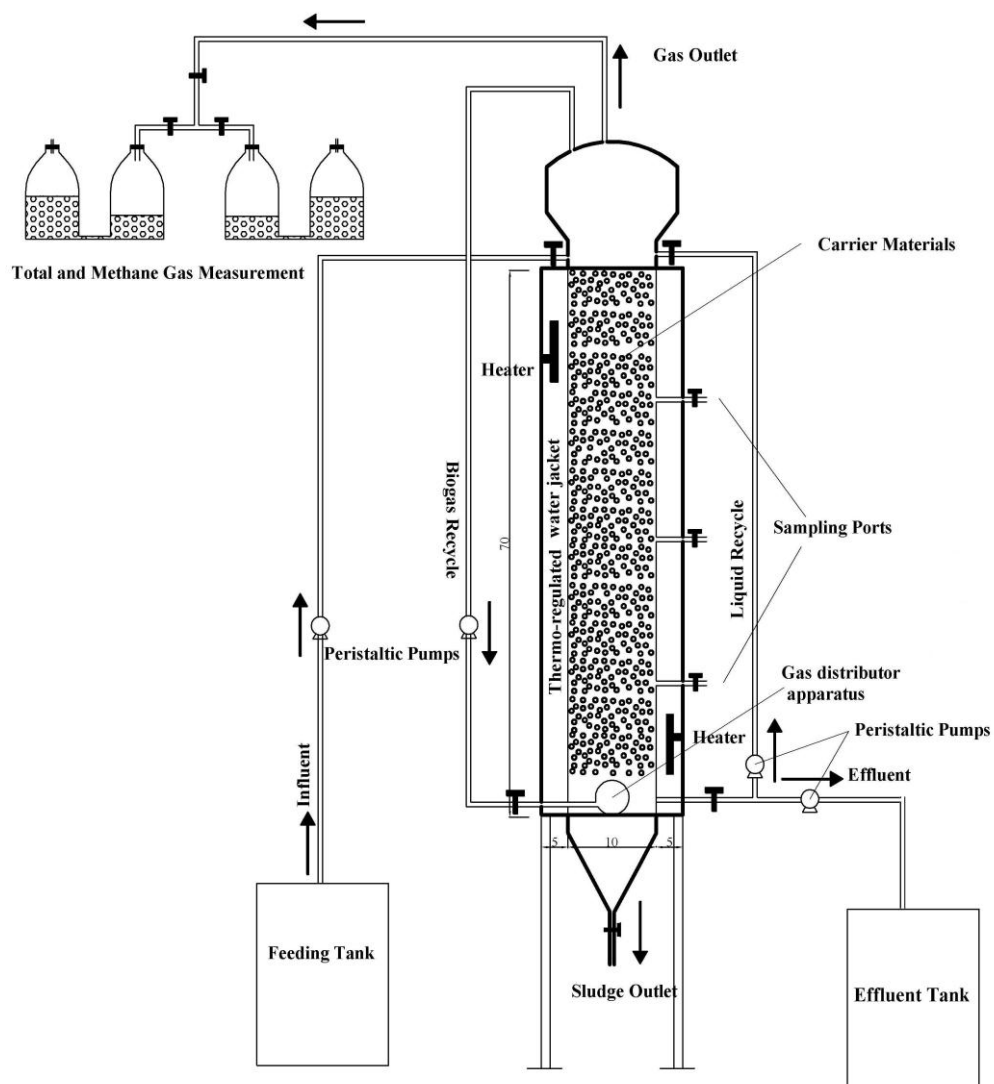 Gas Outlet
Total and Methane Gas Measurement
Carrier Materials
Heater
Thermo-regulated water jacket
Biogas Recycle
70
Sampling Ports
Liquid Recycle
Peristaltic Pumps
Gas distributor
apparatus
Heater
Peristaltic Pumps
Effluent
Influent
5
10
5
Feeding Tank
Sludge Outlet
Effluent Tank